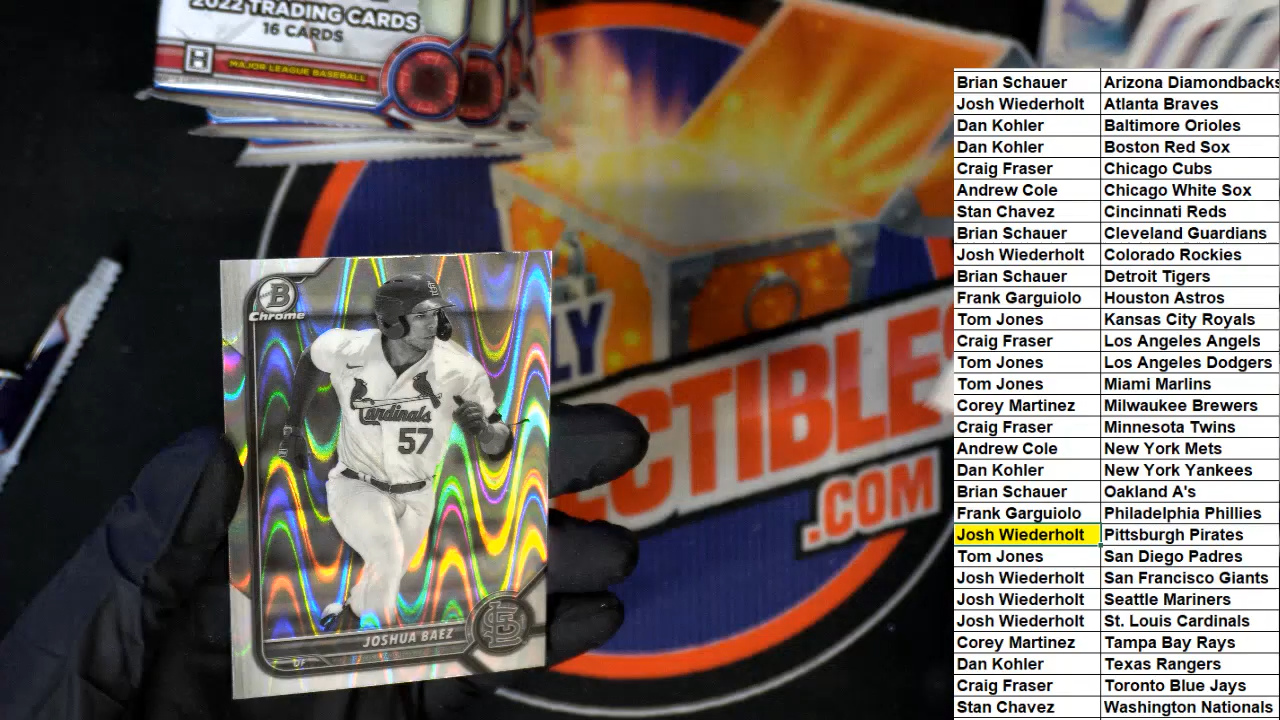 2022 TRADING CARDS
16 CARDS
H
MAJOR LEAGUE BASEBALL
B
Chrome
Cardinals
57
JOSHUA BAEZ
OF
STL
LY
ECTIBLES
.COM
Brian Schauer Arizona Diamondbacks
Josh Wiederholt Atlanta Braves
Dan Kohler Baltimore Orioles
Dan Kohler Boston Red Sox
Craig Fraser Chicago Cubs
Andrew Cole Chicago White Sox
Stan Chavez Cincinnati Reds
Brian Schauer Cleveland Guardians
Josh Wiederholt Colorado Rockies
Brian Schauer Detroit Tigers
Frank Garguiolo Houston Astros
Tom Jones Kansas City Royals
Craig Fraser Los Angeles Angels
Tom Jones Los Angeles Dodgers
Tom Jones Miami Marlins
Corey Martinez Milwaukee Brewers
Craig Fraser Minnesota Twins
Andrew Cole New York Mets
Dan Kohler New York Yankees
Brian Schauer Oakland A's
Frank Garguiolo Philadelphia Phillies
Josh Wiederholt Pittsburgh Pirates
Tom Jones San Diego Padres
Josh Wiederholt San Francisco Giants
Josh Wiederholt Seattle Mariners
Josh Wiederholt St. Louis Cardinals
Corey Martinez Tampa Bay Rays
Dan Kohler Texas Rangers
Craig Fraser Toronto Blue Jays
Stan Chavez Washington Nationals